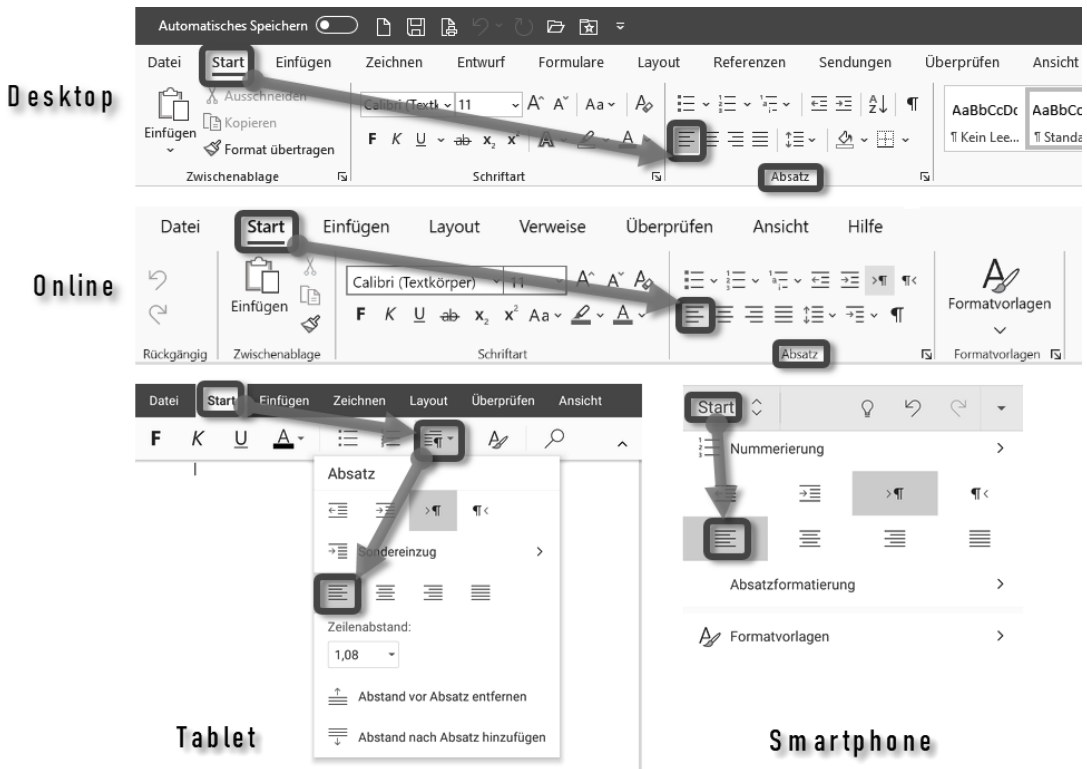 Automatisches Speichern
Datei Start Einfügen Zeichnen Entwurf Formulare Layout Referenzen Sendungen Überprüfen Ansicht
Desktop
Einfügen
Ausschneiden
Kopieren
Format übertragen
Calibri (Textk 11 A A Aa A
F K U ab x₂ x² A A
AaBbCcDc AaBbCc
¶ Kein Lee... ¶ Standa
Zwischenablage Schriftart Absatz
Datei Start Einfügen Layout Verweise Überprüfen Ansicht Hilfe
Online
Einfügen
Calibri (Textkörper) 11 A A A
F K U ab x₂ x² Aa A
Formatvorlagen
Rückgängig Zwischenablage Schriftart Absatz Formatvorlagen
Datei Start Einfügen Zeichnen Layout Überprüfen Ansicht
F K U A
Absatz
Sondereinzug
Zeilenabstand:
1,08
Abstand vor Absatz entfernen
Abstand nach Absatz hinzufügen
Tablet
Start
Nummerierung
Absatzformatierung
Formatvorlagen
Smartphone